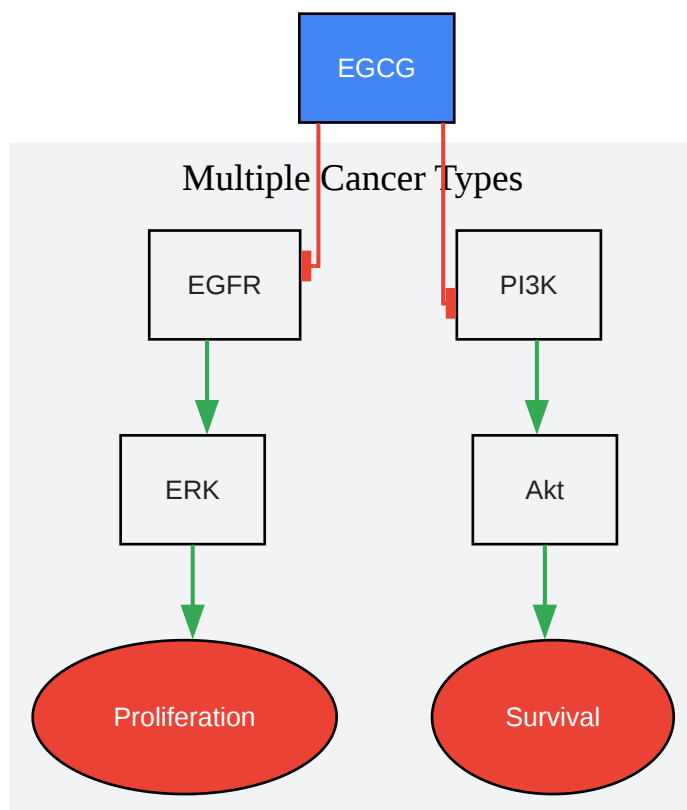 EGCG
Multiple Cancer Types
EGFR
PI3K
ERK
Akt
Proliferation
Survival